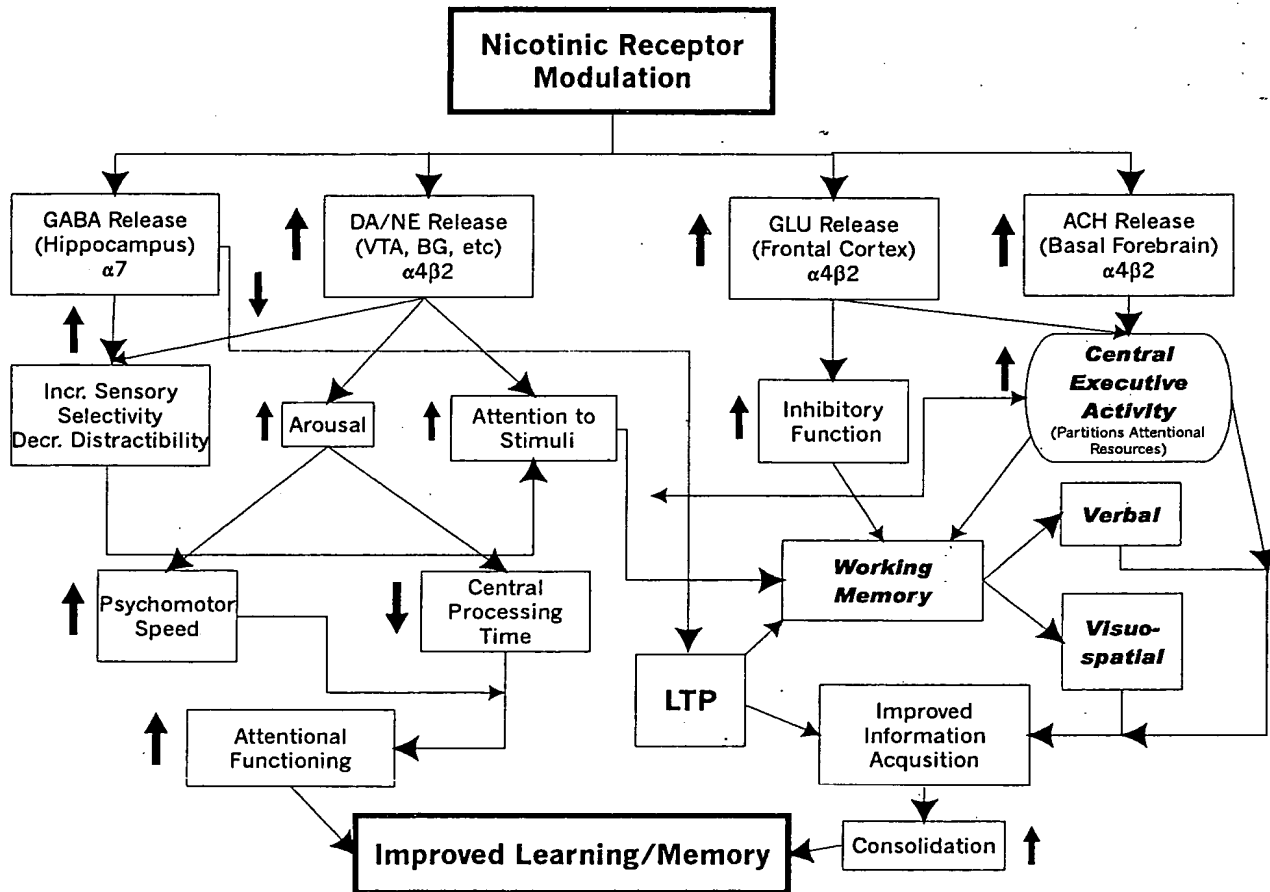 Nicotinic Receptor
Modulation
GABA Release
(Hippocampus)
α7
DA/NE Release
(VTA, BG, etc)
α4β2
GLU Release
(Frontal Cortex)
α4β2
ACH Release
(Basal Forebrain)
α4β2
Incr. Sensory
Selectivity
Decr. Distractibility
Arousal
Attention to
Stimuli
Inhibitory
Function
Central
Executive
Activity
(Partitions Attentional
Resources)
Verbal
Working
Memory
Psychomotor
Speed
Central
Processing
Time
Visuo-
spatial
LTP
Improved
Information
Acqusition
Attentional
Functioning
Consolidation
Improved Learning/Memory